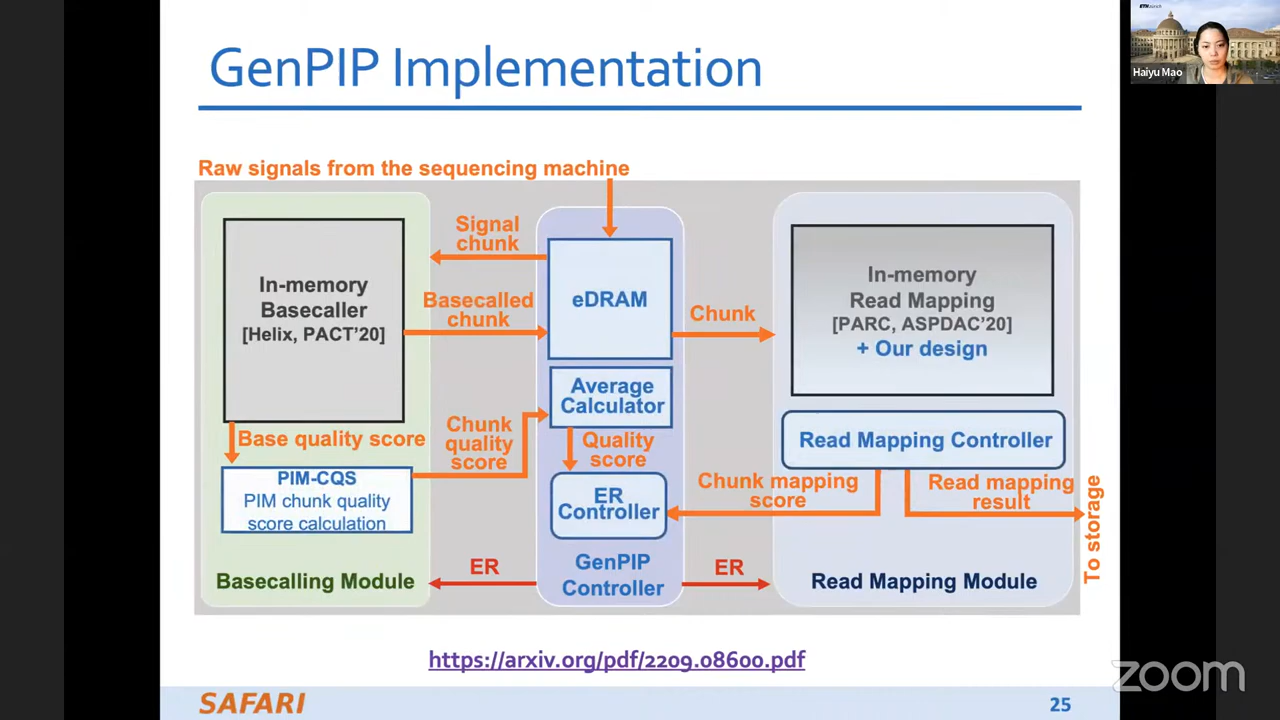 GenPIP Implementation
Haiyu Mao
Raw signals from the sequencing machine
Signal
chunk
In-memory
Basecaller
[Helix, PACT'20]
Basecalled
chunk
eDRAM
Chunk
In-memory
Read Mapping
[PARC, ASPDAC'20]
+ Our design
Average
Calculator
Base quality score
Chunk
quality
score
Quality
score
Read Mapping Controller
PIM-CQS
PIM chunk quality
score calculation
ER
Controller
Chunk mapping
score
Read mapping
result
To storage
Basecalling Module
ER
GenPIP
Controller
ER
Read Mapping Module
https://arxiv.org/pdf/2209.08600.pdf
zoom
SAFARI
25